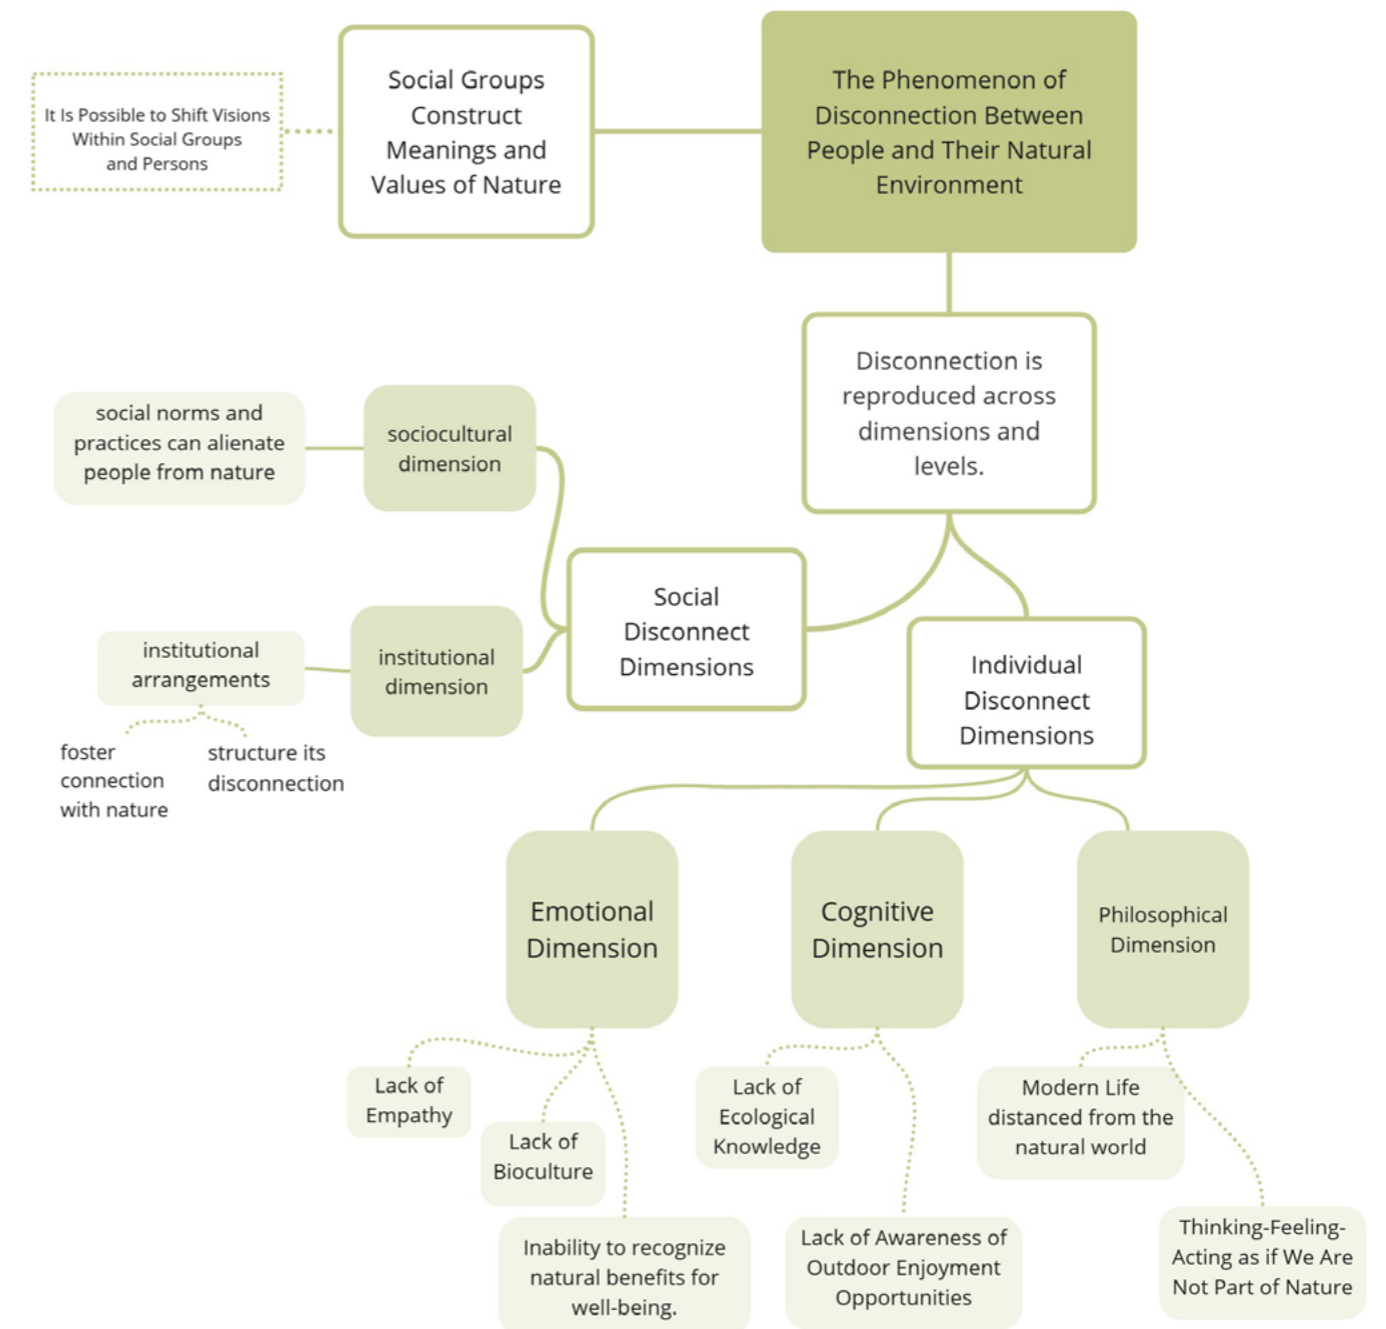 The Phenomenon of
Disconnection Between
People and Their Natural
Environment
Social Groups
Construct
Meanings and
Values of Nature
It Is Possible to Shift Visions
Within Social Groups
and Persons
Disconnection is
reproduced across
dimensions and
levels.
Social
Disconnect
Dimensions
sociocultural
dimension
social norms and
practices can alienate
people from nature
institutional
dimension
institutional
arrangements
foster
connection
with nature
structure its
disconnection
Individual
Disconnect
Dimensions
Emotional
Dimension
Lack of
Empathy
Lack of
Bioculture
Inability to recognize
natural benefits for
well-being.
Cognitive
Dimension
Lack of
Ecological
Knowledge
Lack of Awareness of
Outdoor Enjoyment
Opportunities
Philosophical
Dimension
Modern Life
distanced from the
natural world
Thinking-Feeling-
Acting as if We Are
Not Part of Nature